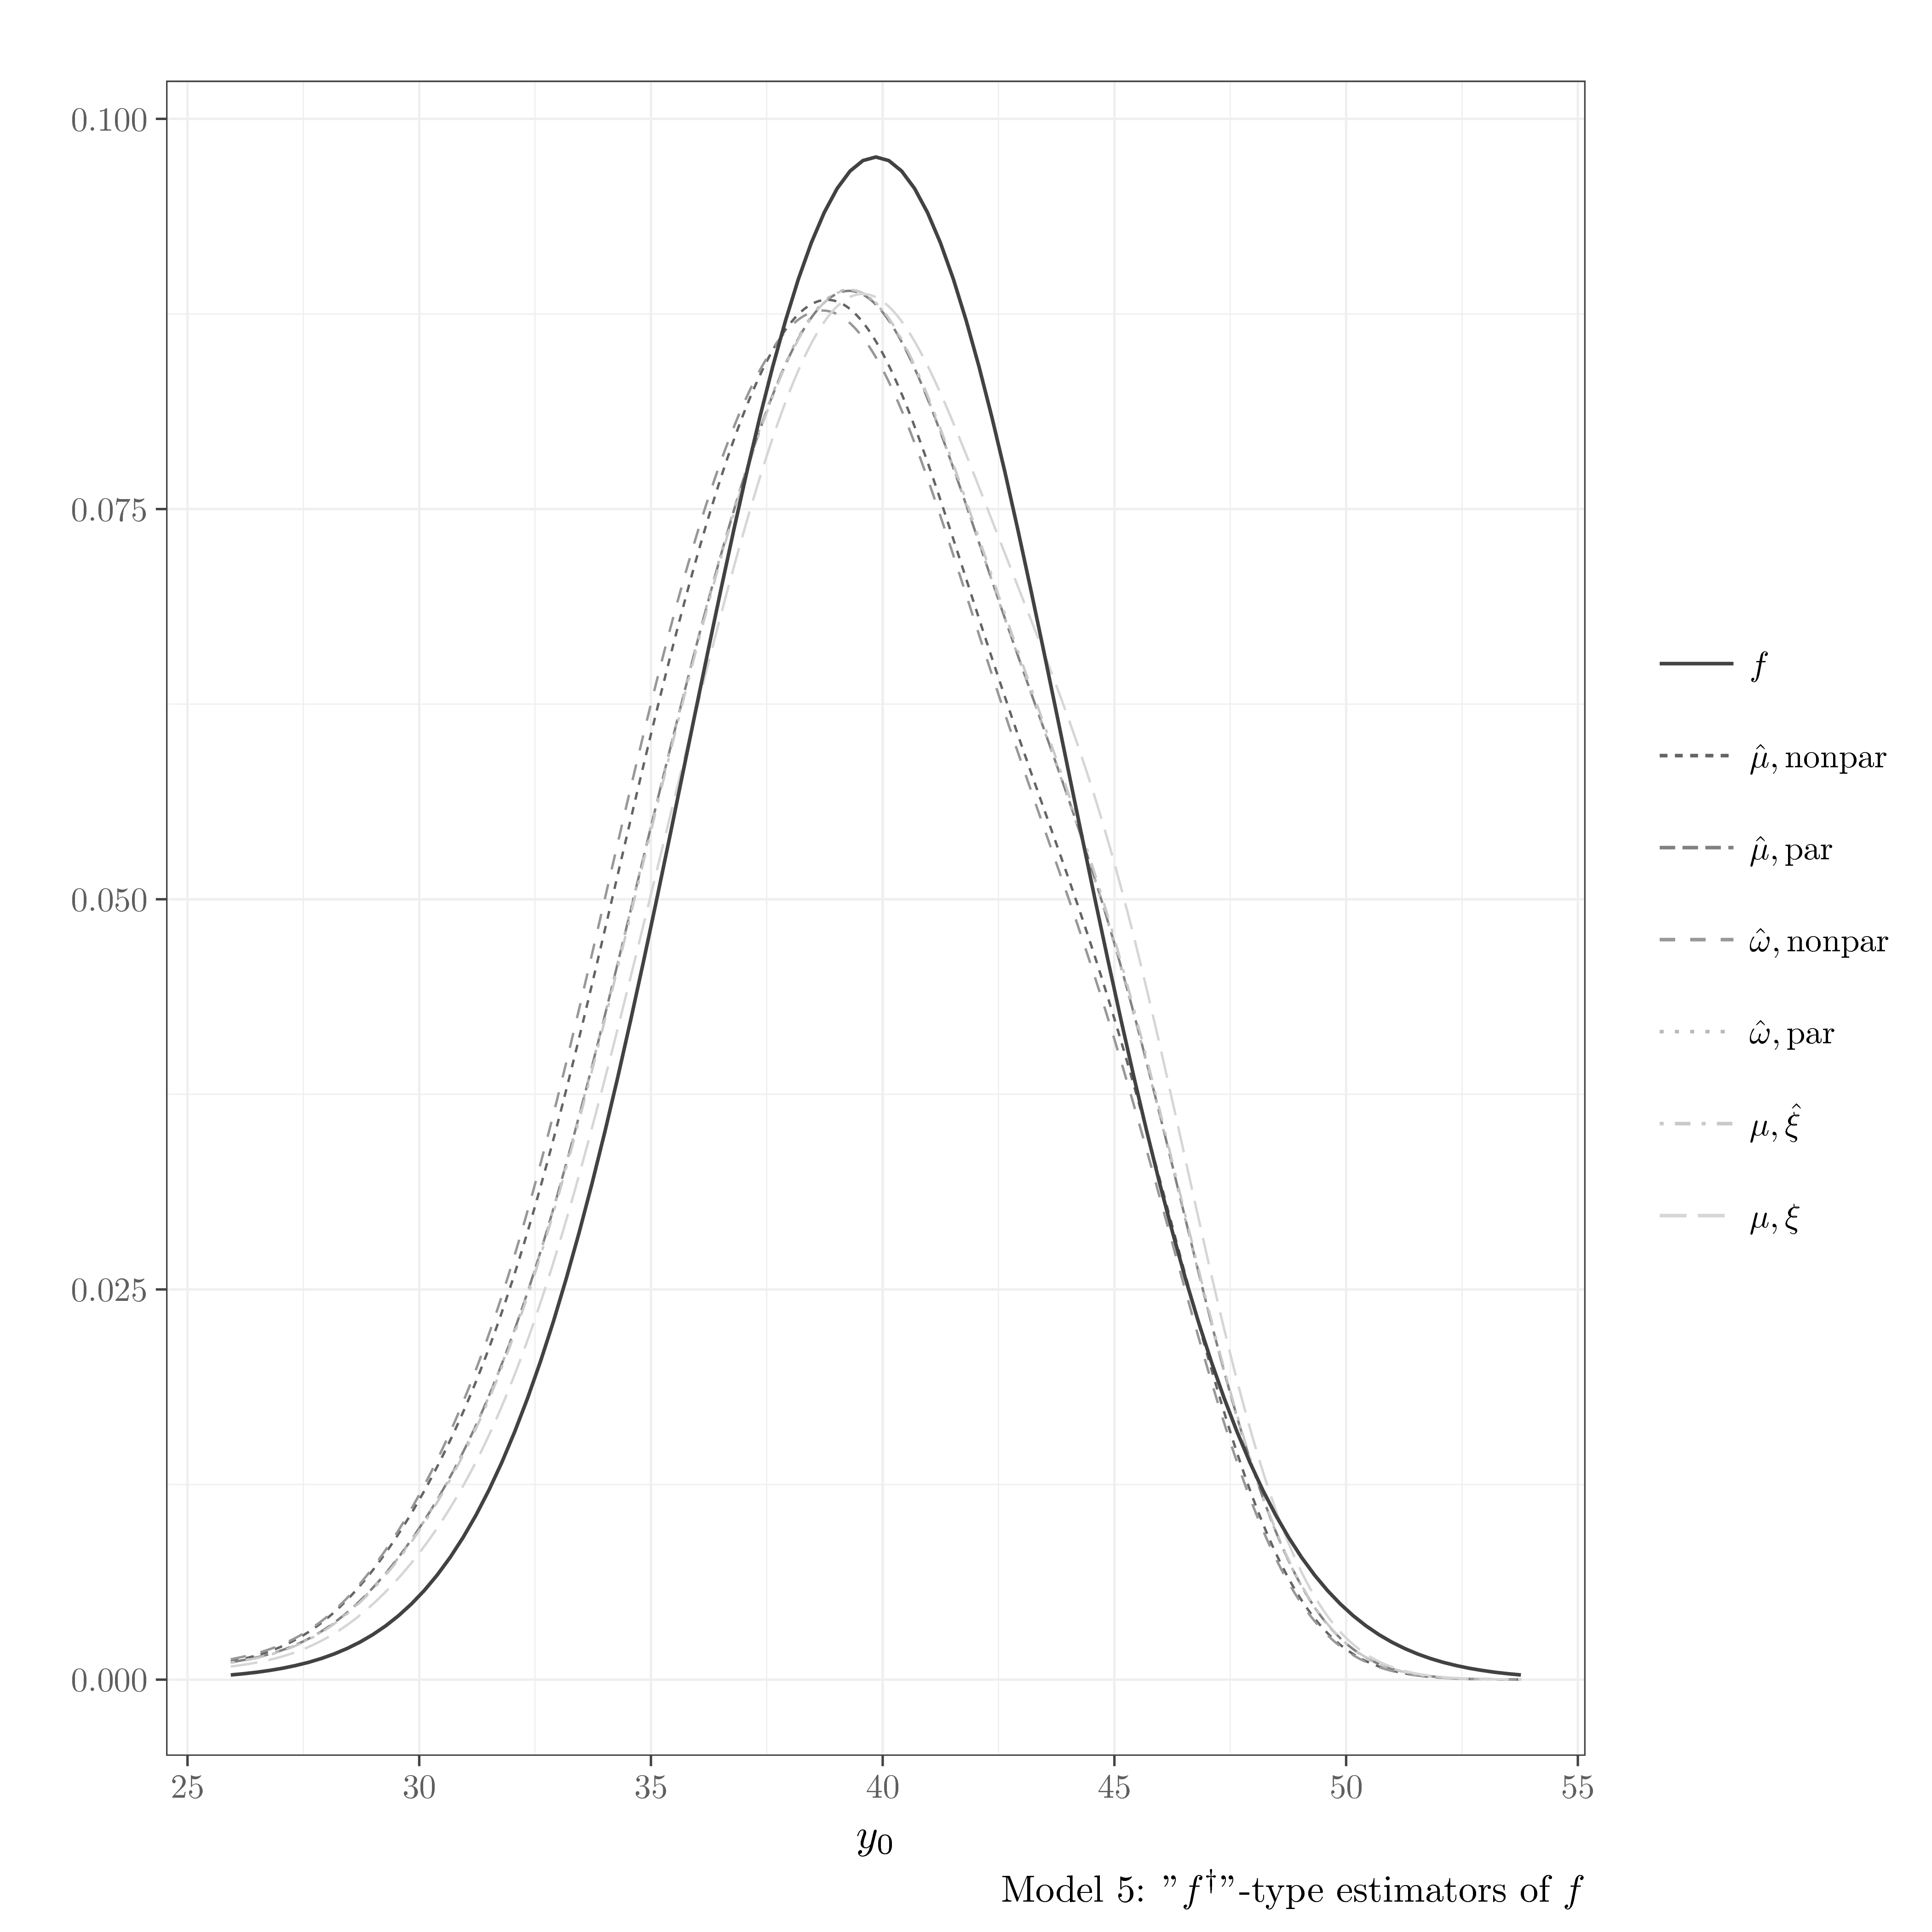 0.100
0.075
0.050
0.025
0.000
25 30 35 40 45 50 55
y₀
f
μ̂, nonpar
μ̂, par
ω̂, nonpar
ω̂, par
μ, ξ̂
μ, ξ
Model 5: ”f†”-type estimators of f